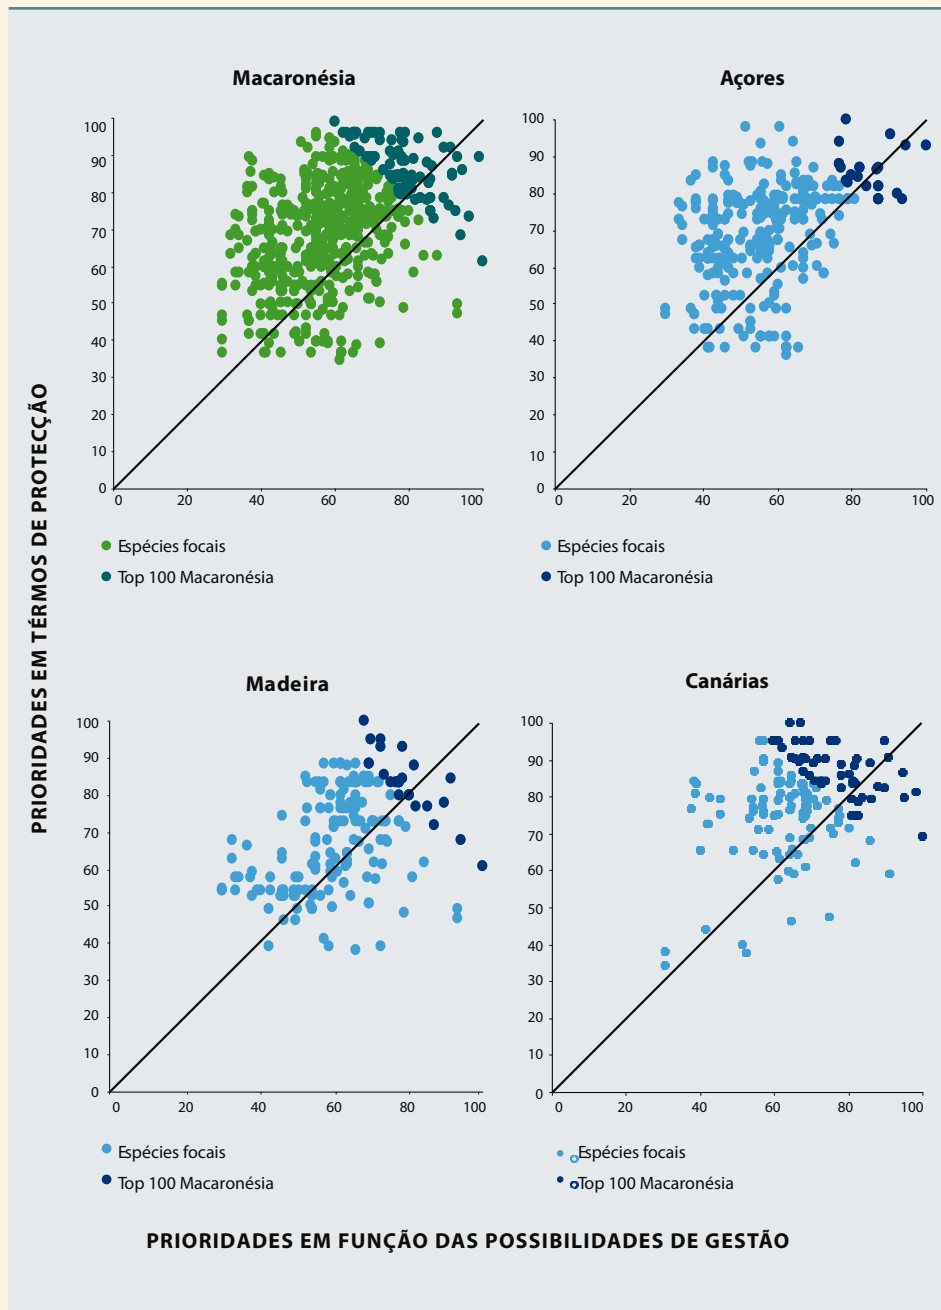 Macaronésia
100
90
80
70
60
50
40
30
20
10
0
0 20 40 60 80 100
Espécies focais
Top 100 Macaronésia
Açores
100
90
80
70
60
50
40
30
20
10
0
0 20 40 60 80 100
Espécies focais
Top 100 Macaronésia
PRIORIDADES EM TÉRMOS DE PROTECÇÃO
Madeira
100
90
80
70
60
50
40
30
20
10
0
0 20 40 60 80 100
Espécies focais
Top 100 Macaronésia
Canárias
100
90
80
70
60
50
40
30
20
10
0
0 20 40 60 80 100
Espécies focais
Top 100 Macaronésia
PRIORIDADES EM FUNÇÃO DAS POSSIBILIDADES DE GESTÃO